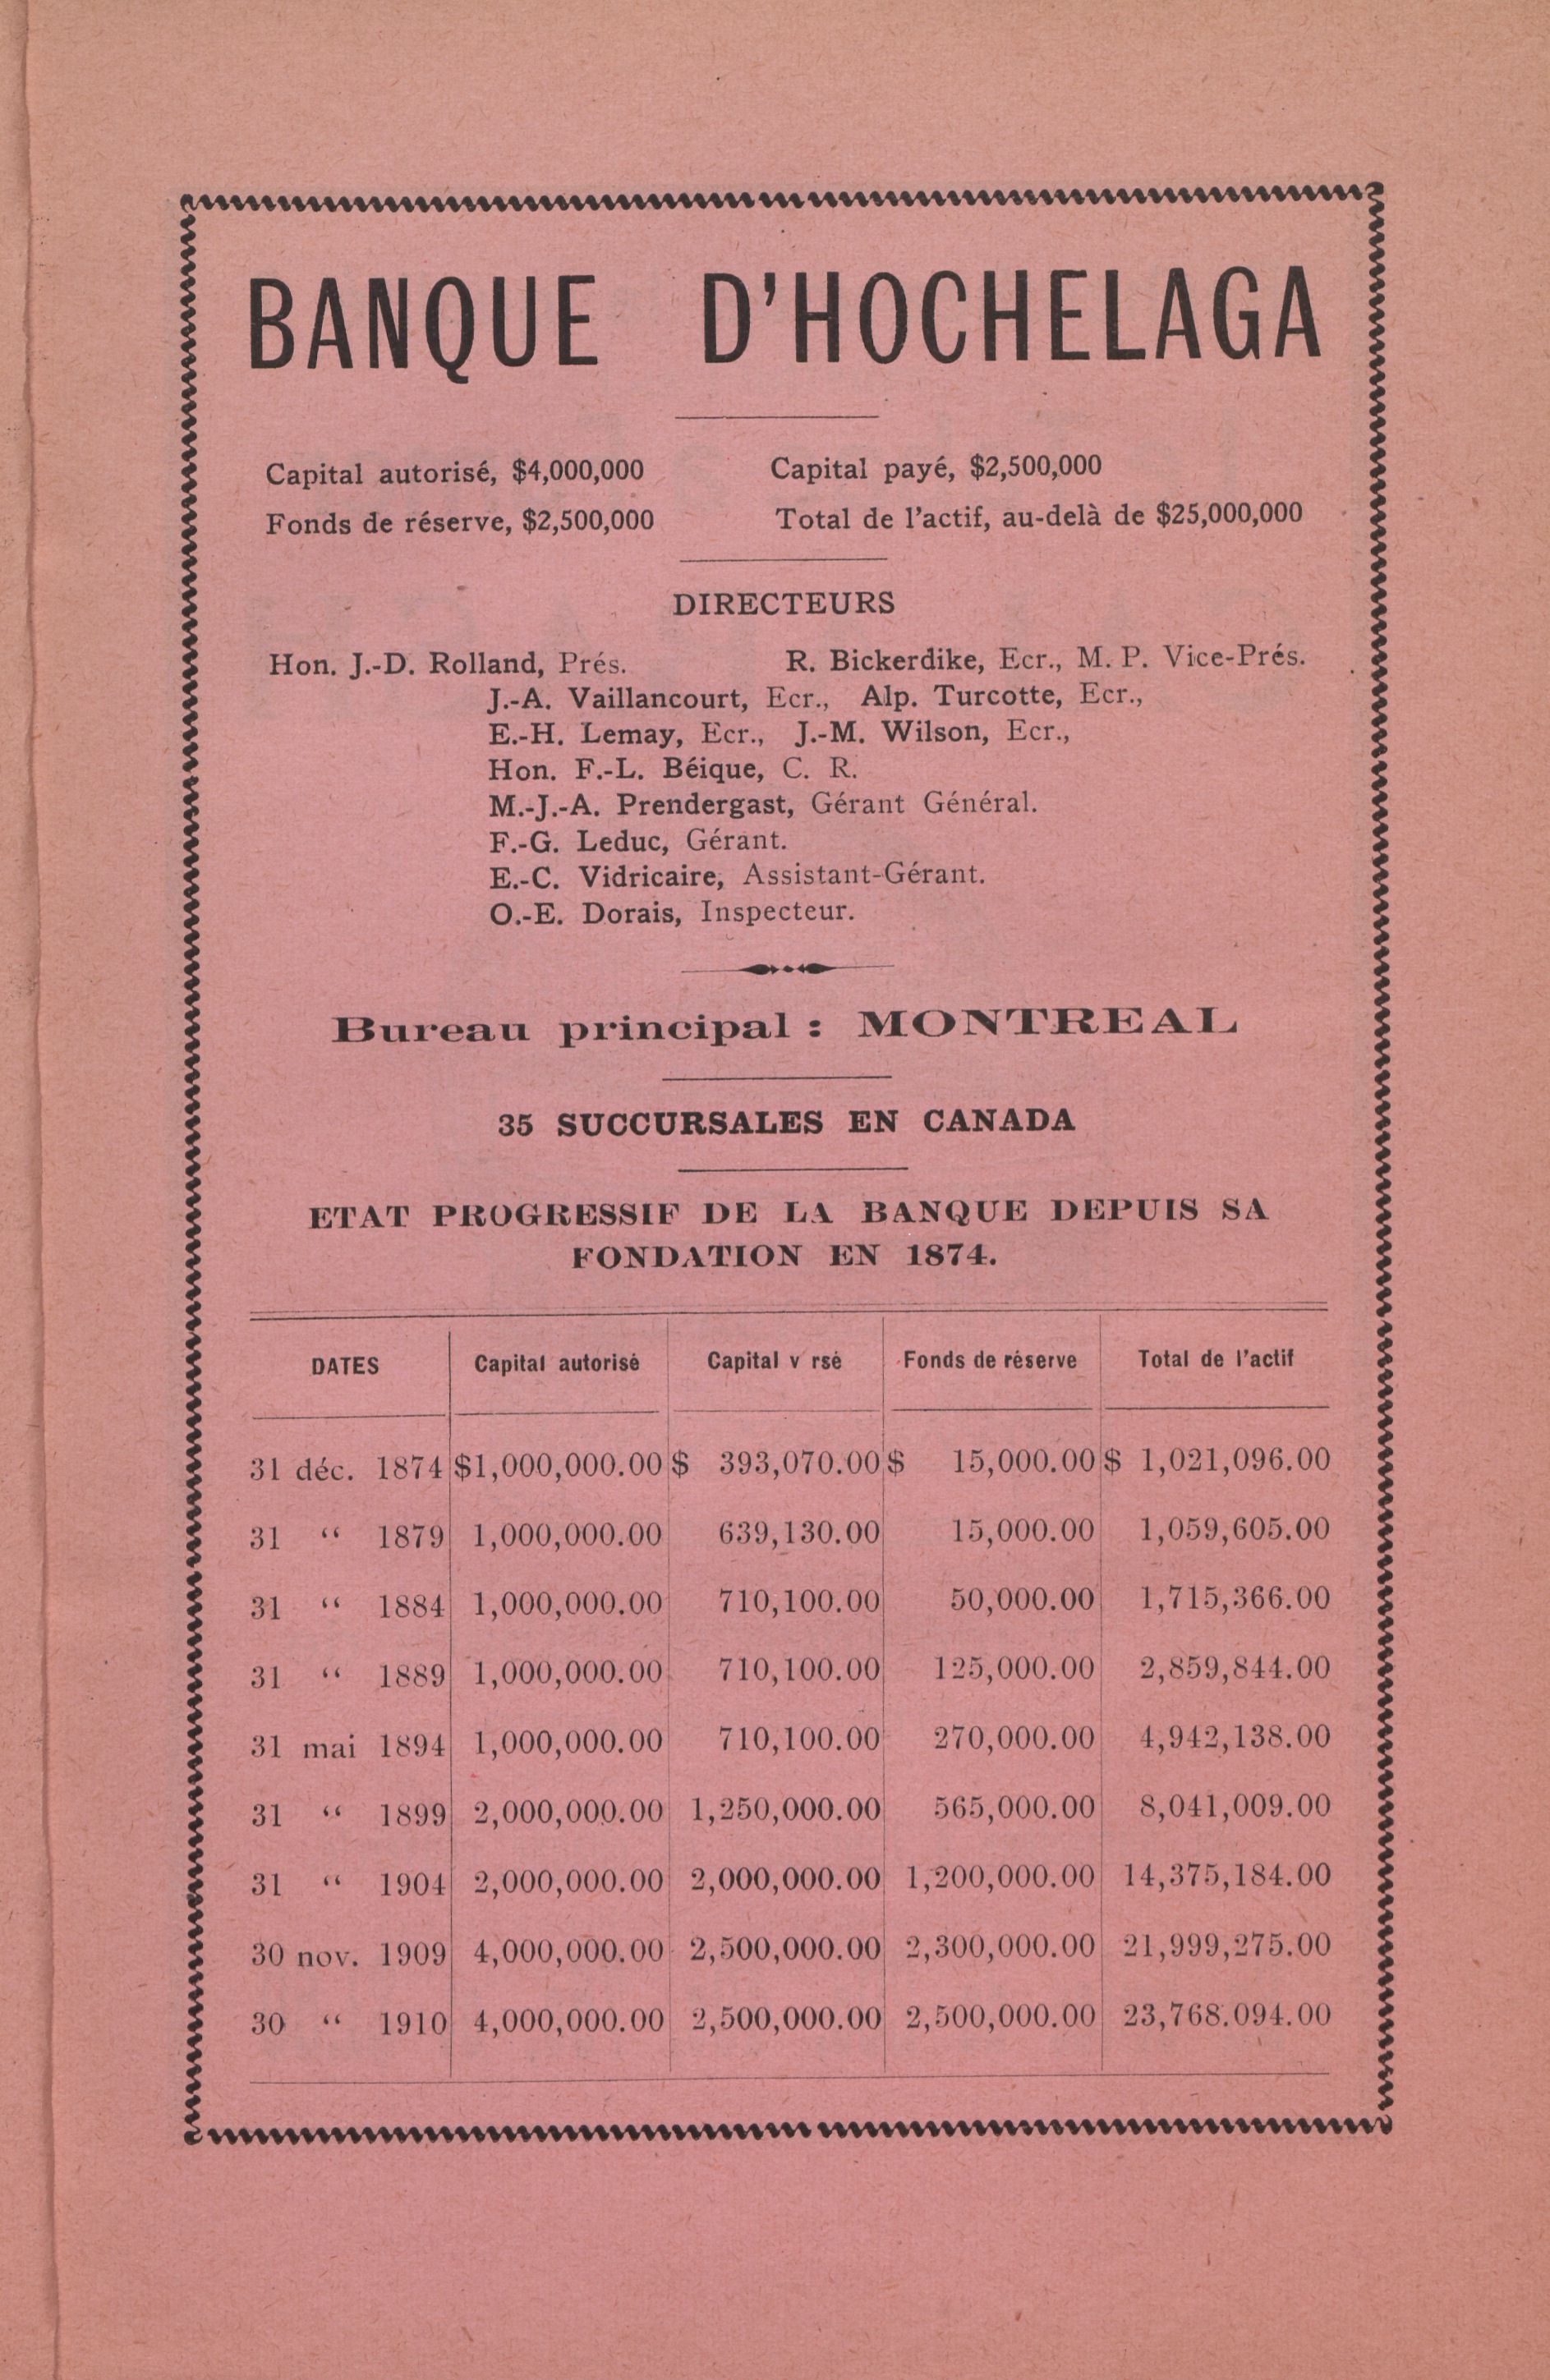 BANQUE D'HOCHELAGA
Capital autorisé, $4,000,000 Capital payé, $2,500,000
Fonds de réserve, $2,500,000 Total de l'actif, au-delà de $25,000,000
DIRECTEURS
Hon. J.-D. Rolland, Prés. R. Bickerdike, Ecr., M. P. Vice-Prés.
J.-A. Vaillancourt, Ecr., Alp. Turcotte, Ecr.,
E.-H. Lemay, Ecr., J.-M. Wilson, Ecr.,
Hon. F.-L. Béique, C. R.
M.-J.-A. Prendergast, Gérant Général.
F.-G. Leduc, Gérant.
E.-C. Vidricaire, Assistant-Gérant.
O.-E. Dorais, Inspecteur.
Bureau principal : MONTREAL
35 SUCCURSALES EN CANADA
ETAT PROGRESSIF DE LA BANQUE DEPUIS SA
FONDATION EN 1874.
DATES Capital autorisé Capital v rsé Fonds de réserve Total de l'actif
31 déc. 1874 $1,000,000.00 $ 393,070.00 $ 15,000.00 $ 1,021,096.00
31 “ 1879 1,000,000.00 639,130.00 15,000.00 1,059,605.00
31 “ 1884 1,000,000.00 710,100.00 50,000.00 1,715,366.00
31 “ 1889 1,000,000.00 710,100.00 125,000.00 2,859,844.00
31 mai 1894 1,000,000.00 710,100.00 270,000.00 4,942,138.00
31 “ 1899 2,000,000.00 1,250,000.00 565,000.00 8,041,009.00
31 “ 1904 2,000,000.00 2,000,000.00 1,200,000.00 14,375,184.00
30 nov. 1909 4,000,000.00 2,500,000.00 2,300,000.00 21,999,275.00
30 “ 1910 4,000,000.00 2,500,000.00 2,500,000.00 23,768.094.00